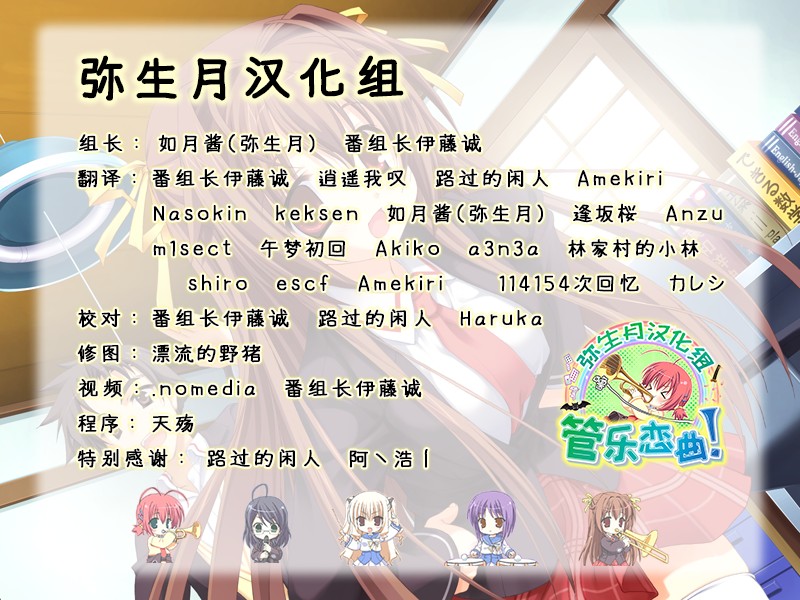 弥生月汉化组
组长： 如月酱(弥生月) 番组长伊藤诚
翻译：番组长伊藤诚 逍遥我叹 路过的闲人 Amekiri
Nasokin keksen 如月酱(弥生月) 逢坂桜 Anzu
m1sect 午梦初回 Akiko a3n3a 林家村的小林
shiro escf Amekiri 114154次回忆 カレシ
校对：番组长伊藤诚 路过的闲人 Haruka
修图：漂流的野猪
视频：.nomedia 番组长伊藤诚
程序：天殇
特别感谢： 路过的闲人 阿丶浩丨
弥生月汉化组
管乐恋曲!
できる数学